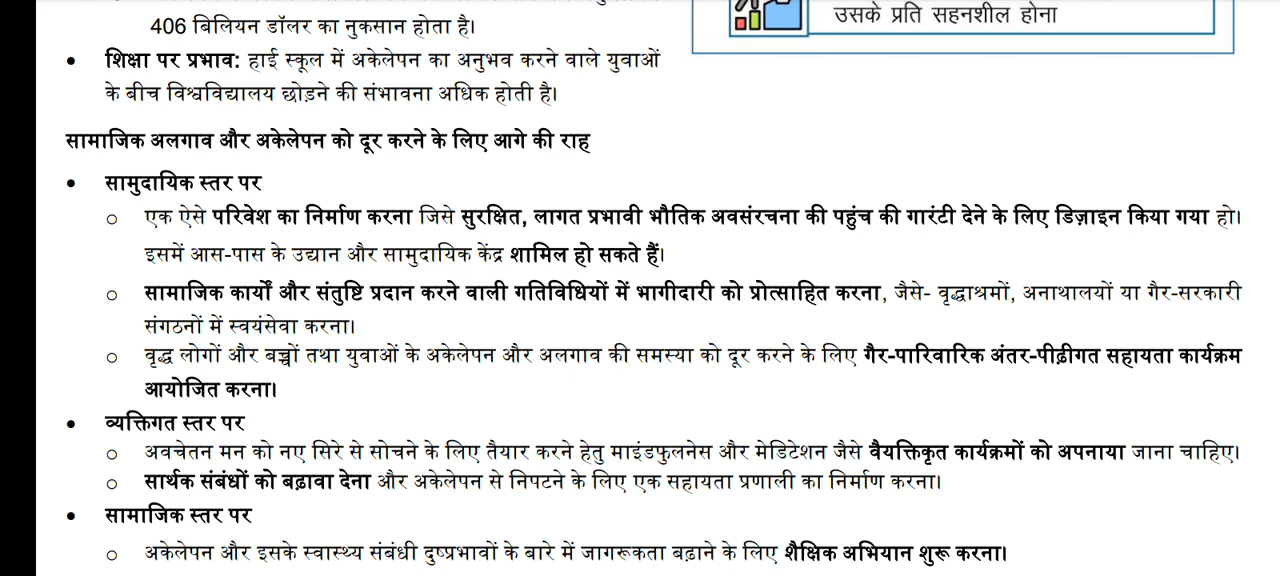 406 बिलियन डॉलर का नुकसान होता है।
उसके प्रति सहनशील होना
• शिक्षा पर प्रभाव: हाई स्कूल में अकेलेपन का अनुभव करने वाले युवाओं
के बीच विश्वविद्यालय छोड़ने की संभावना अधिक होती है।
सामाजिक अलगाव और अकेलेपन को दूर करने के लिए आगे की राह
• सामुदायिक स्तर पर
o एक ऐसे परिवेश का निर्माण करना जिसे सुरक्षित, लागत प्रभावी भौतिक अवसंरचना की पहुंच की गारंटी देने के लिए डिज़ाइन किया गया हो।
इसमें आस-पास के उद्यान और सामुदायिक केंद्र शामिल हो सकते हैं।
o सामाजिक कार्यों और संतुष्टि प्रदान करने वाली गतिविधियों में भागीदारी को प्रोत्साहित करना, जैसे- वृद्धाश्रमों, अनाथालयों या गैर-सरकारी
संगठनों में स्वयंसेवा करना।
o वृद्ध लोगों और बच्चों तथा युवाओं के अकेलेपन और अलगाव की समस्या को दूर करने के लिए गैर-पारिवारिक अंतर-पीढ़ीगत सहायता कार्यक्रम
आयोजित करना।
• व्यक्तिगत स्तर पर
o अवचेतन मन को नए सिरे से सोचने के लिए तैयार करने हेतु माइंडफुलनेस और मेडिटेशन जैसे वैयक्तिकृत कार्यक्रमों को अपनाया जाना चाहिए।
o सार्थक संबंधों को बढ़ावा देना और अकेलेपन से निपटने के लिए एक सहायता प्रणाली का निर्माण करना।
• सामाजिक स्तर पर
o अकेलेपन और इसके स्वास्थ्य संबंधी दुष्प्रभावों के बारे में जागरूकता बढ़ाने के लिए शैक्षिक अभियान शुरू करना।